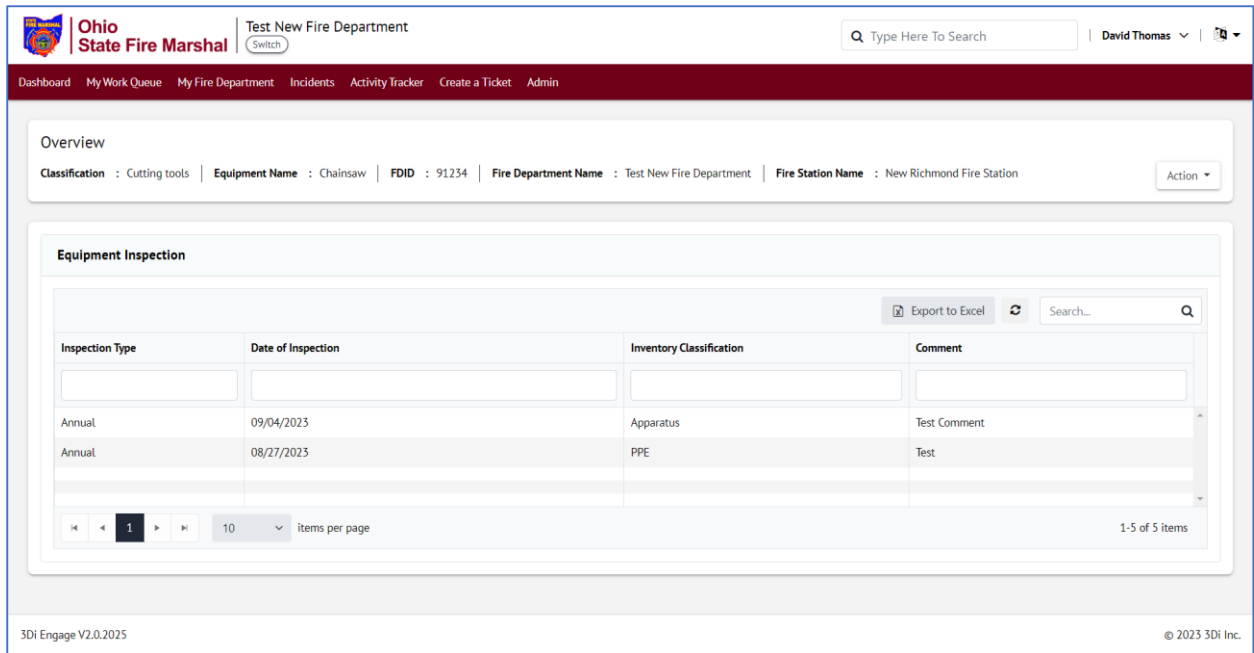 STATE FIRE MARSHAL
Ohio
State Fire Marshal
Test New Fire Department
Switch
Type Here To Search
David Thomas
Dashboard My Work Queue My Fire Department Incidents Activity Tracker Create a Ticket Admin
Overview
Classification : Cutting tools | Equipment Name : Chainsaw | FDID : 91234 | Fire Department Name : Test New Fire Department | Fire Station Name : New Richmond Fire Station
Action
Equipment Inspection
Export to Excel Search...
Inspection Type Date of Inspection Inventory Classification Comment
Annual 09/04/2023 Apparatus Test Comment
Annual 08/27/2023 PPE Test
1 10 items per page 1-5 of 5 items
3Di Engage V2.0.2025 © 2023 3Di Inc.